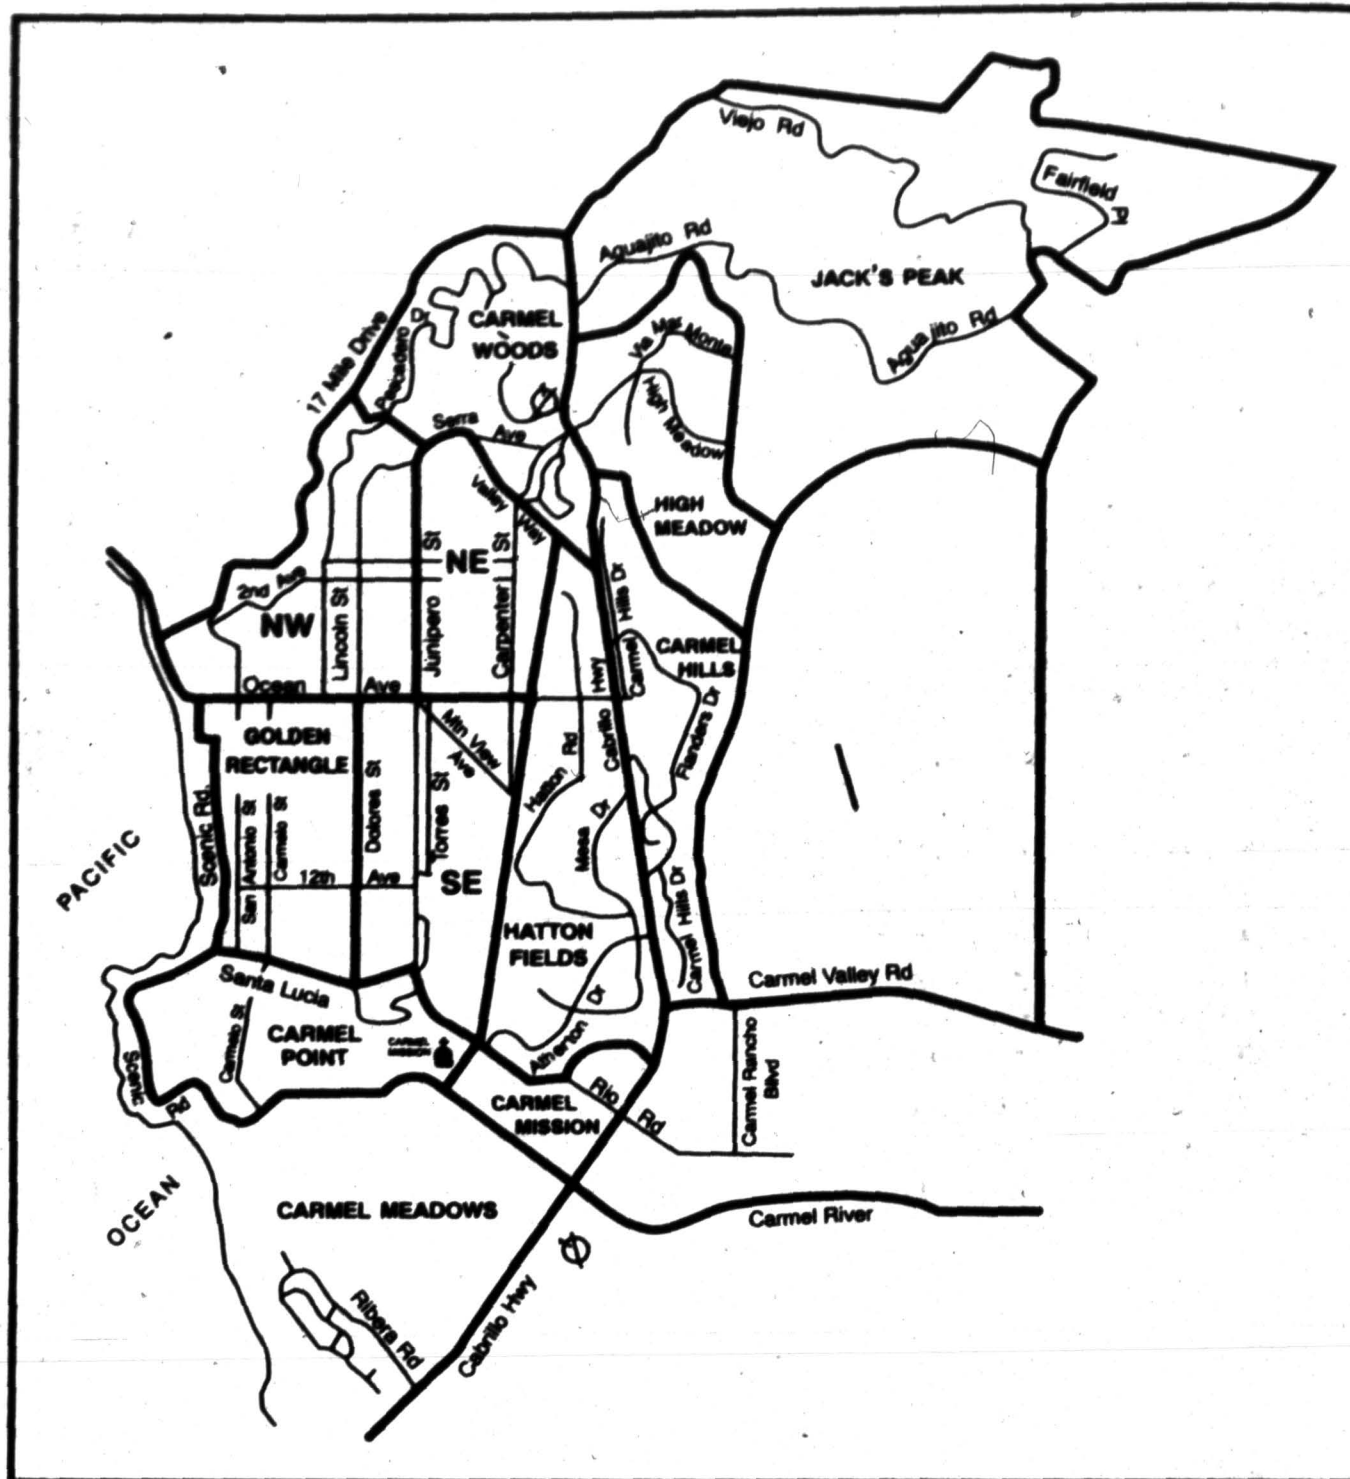 Viejo Rd
Fairfield
Aguajito Rd
JACK'S PEAK
17 Mile Drive
Pescadero Dr
CARMEL
WOODS
Via Mar Monte
Aguajito Rd
Serra Ave
High Meadow
Valley Way
HIGH
MEADOW
2nd Ave
NW
NE
Lincoln St
Junipero St
Carpenter St
Carmel Hills Dr
CARMEL
HILLS
Ocean Ave
Cabrillo Hwy
Flanders Dr
GOLDEN
RECTANGLE
Mtn View
Ave
Hatton Rd
Scenic Rd.
San Antonio St
Carmelo St
Dolores St
Torres St
Mesa Dr
PACIFIC
12th Ave
SE
Carmel Hills Dr
HATTON
FIELDS
Santa Lucia
Carmel Valley Rd
Carmelo St
CARMEL
POINT
CARMEL
MISSION
Atherton Dr
Carmel Rancho
Blvd
Scenic Rd
CARMEL
MISSION
Rio Rd
OCEAN
CARMEL MEADOWS
Carmel River
Ribera Rd
Cabrillo Hwy